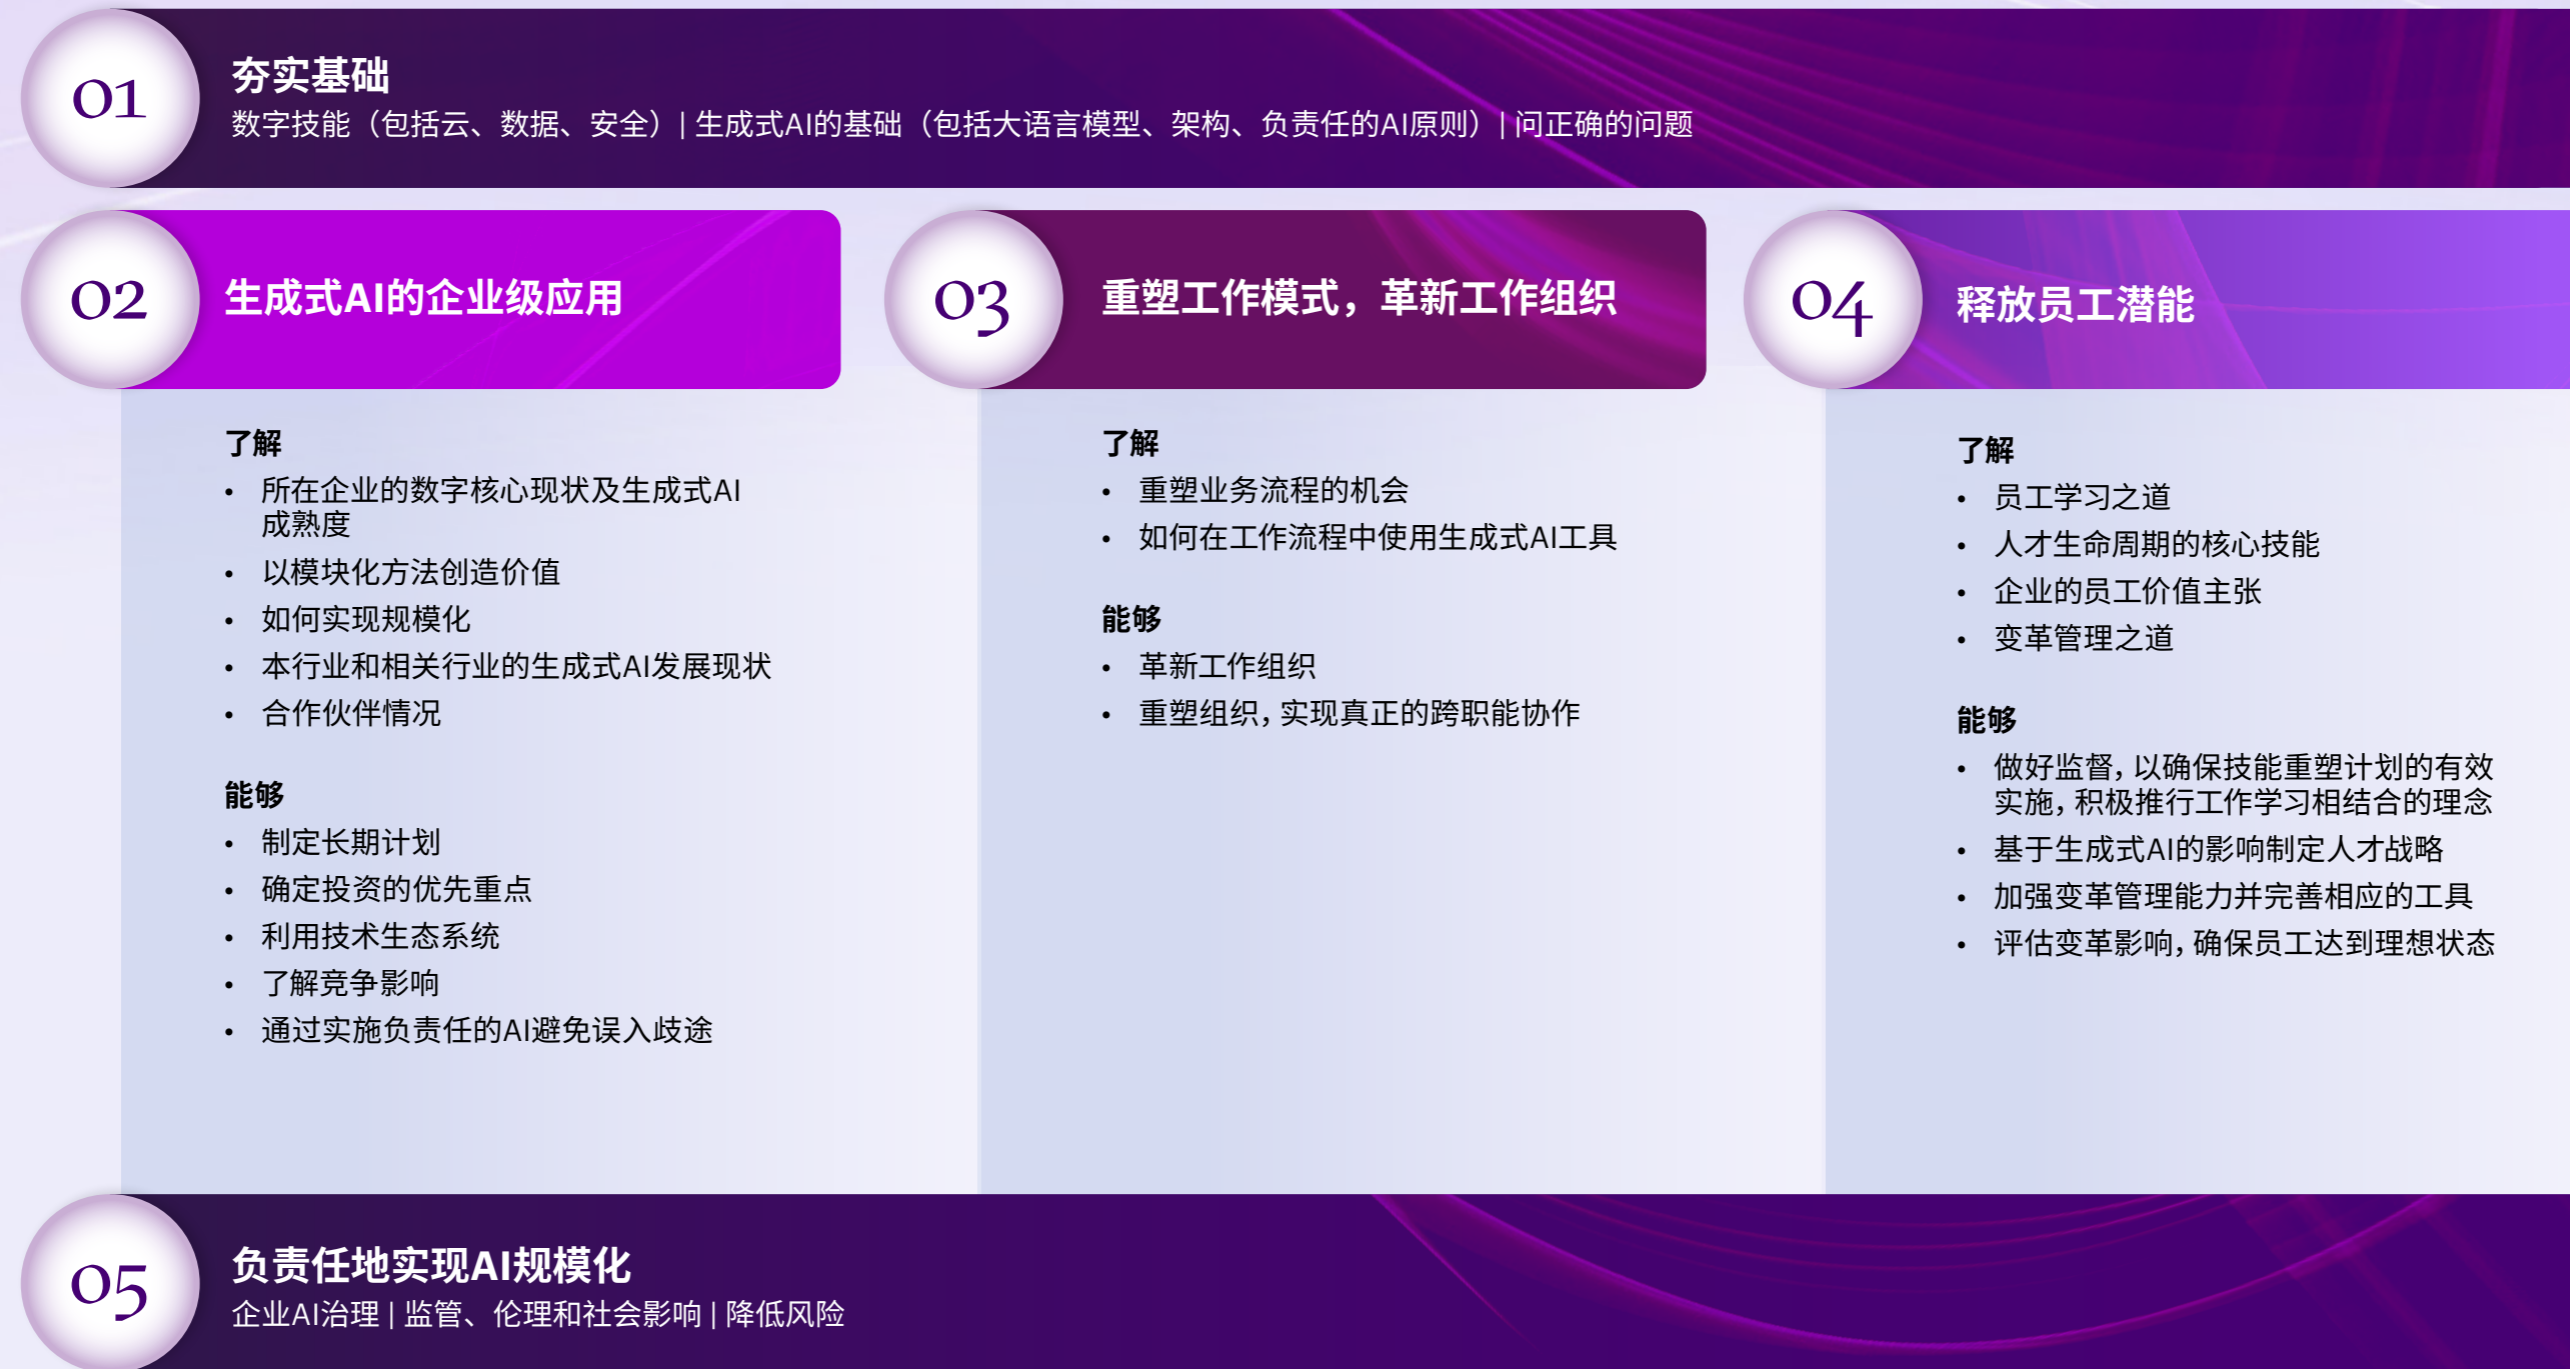 01
夯实基础
数字技能（包括云、数据、安全）| 生成式AI的基础（包括大语言模型、架构、负责任的AI原则）| 问正确的问题
02
生成式AI的企业级应用
了解
• 所在企业的数字核心现状及生成式AI
成熟度
• 以模块化方法创造价值
• 如何实现规模化
• 本行业和相关行业的生成式AI发展现状
• 合作伙伴情况
能够
• 制定长期计划
• 确定投资的优先重点
• 利用技术生态系统
• 了解竞争影响
• 通过实施负责任的AI避免误入歧途
03
重塑工作模式，革新工作组织
了解
• 重塑业务流程的机会
• 如何在工作流程中使用生成式AI工具
能够
• 革新工作组织
• 重塑组织，实现真正的跨职能协作
04
释放员工潜能
了解
• 员工学习之道
• 人才生命周期的核心技能
• 企业的员工价值主张
• 变革管理之道
能够
• 做好监督，以确保技能重塑计划的有效
实施，积极推行工作学习相结合的理念
• 基于生成式AI的影响制定人才战略
• 加强变革管理能力并完善相应的工具
• 评估变革影响，确保员工达到理想状态
05
负责任地实现AI规模化
企业AI治理 | 监管、伦理和社会影响 | 降低风险